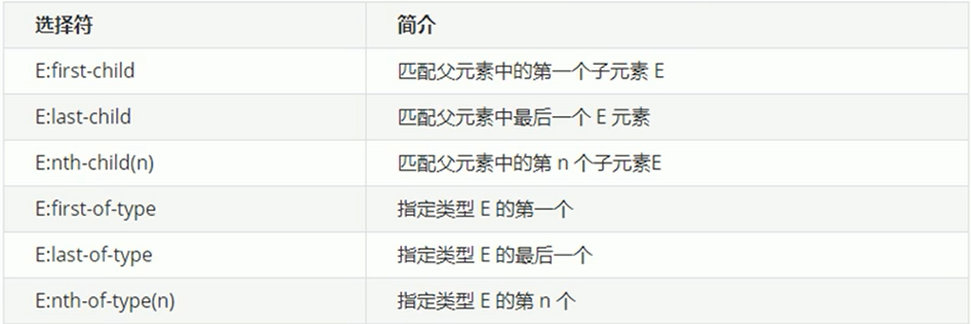 选择符 简介
E:first-child 匹配父元素中的第一个子元素 E
E:last-child 匹配父元素中最后一个 E 元素
E:nth-child(n) 匹配父元素中的第 n 个子元素E
E:first-of-type 指定类型 E 的第一个
E:last-of-type 指定类型 E 的最后一个
E:nth-of-type(n) 指定类型 E 的第 n 个